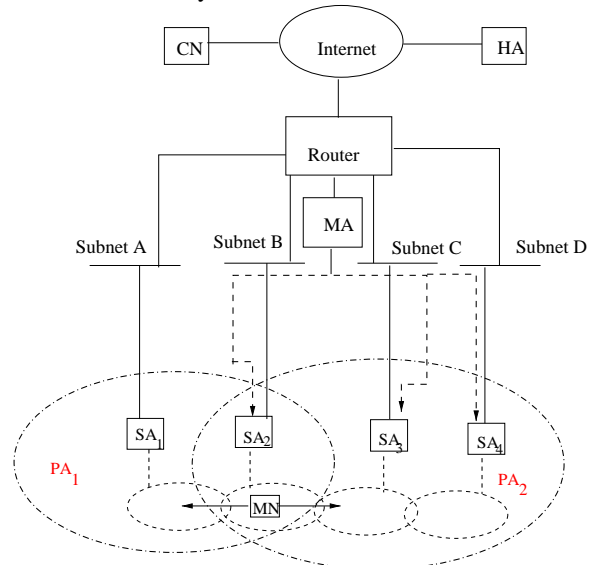 CN
Internet
HA
Router
MA
Subnet A
Subnet B
Subnet C
Subnet D
SA1
SA2
SA3
SA4
PA1
PA2
MN